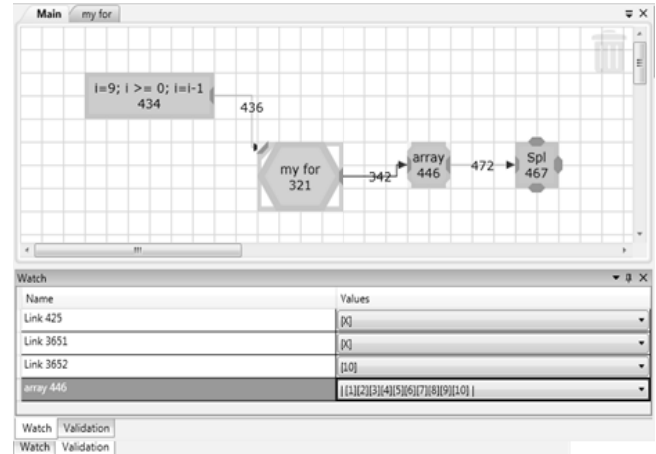 Main my for
i=9; i >= 0; i=i-1
434
436
my for
321
342
array
446
472
Spl
467
Watch
Name Values
Link 425 [X]
Link 3651 [X]
Link 3652 [10]
array 446 | [1][2][3][4][5][6][7][8][9][10] |
Watch Validation
Watch Validation